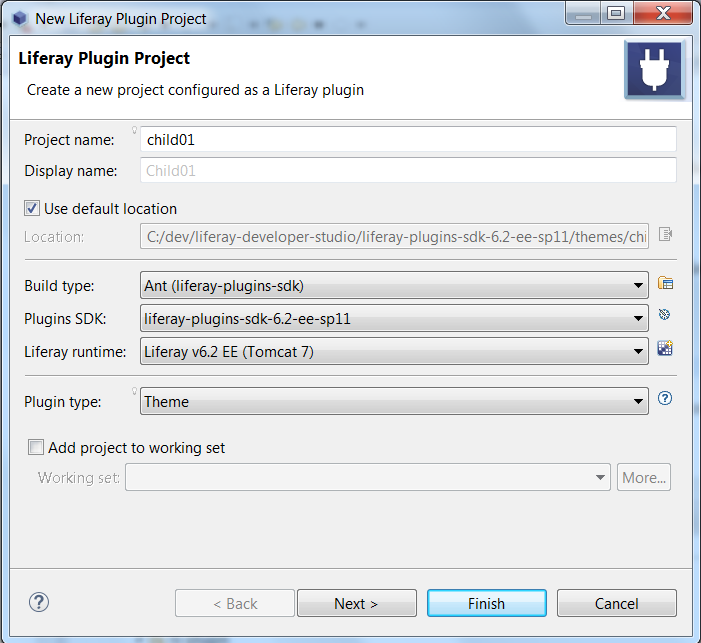 New Liferay Plugin Project
Liferay Plugin Project
Create a new project configured as a Liferay plugin
Project name: child01
Display name: Child01
Use default location
Location: C:/dev/liferay-developer-studio/liferay-plugins-sdk-6.2-ee-sp11/themes/chi
Build type: Ant (liferay-plugins-sdk)
Plugins SDK: liferay-plugins-sdk-6.2-ee-sp11
Liferay runtime: Liferay v6.2 EE (Tomcat 7)
Plugin type: Theme
Add project to working set
Working set: More...
< Back Next > Finish Cancel